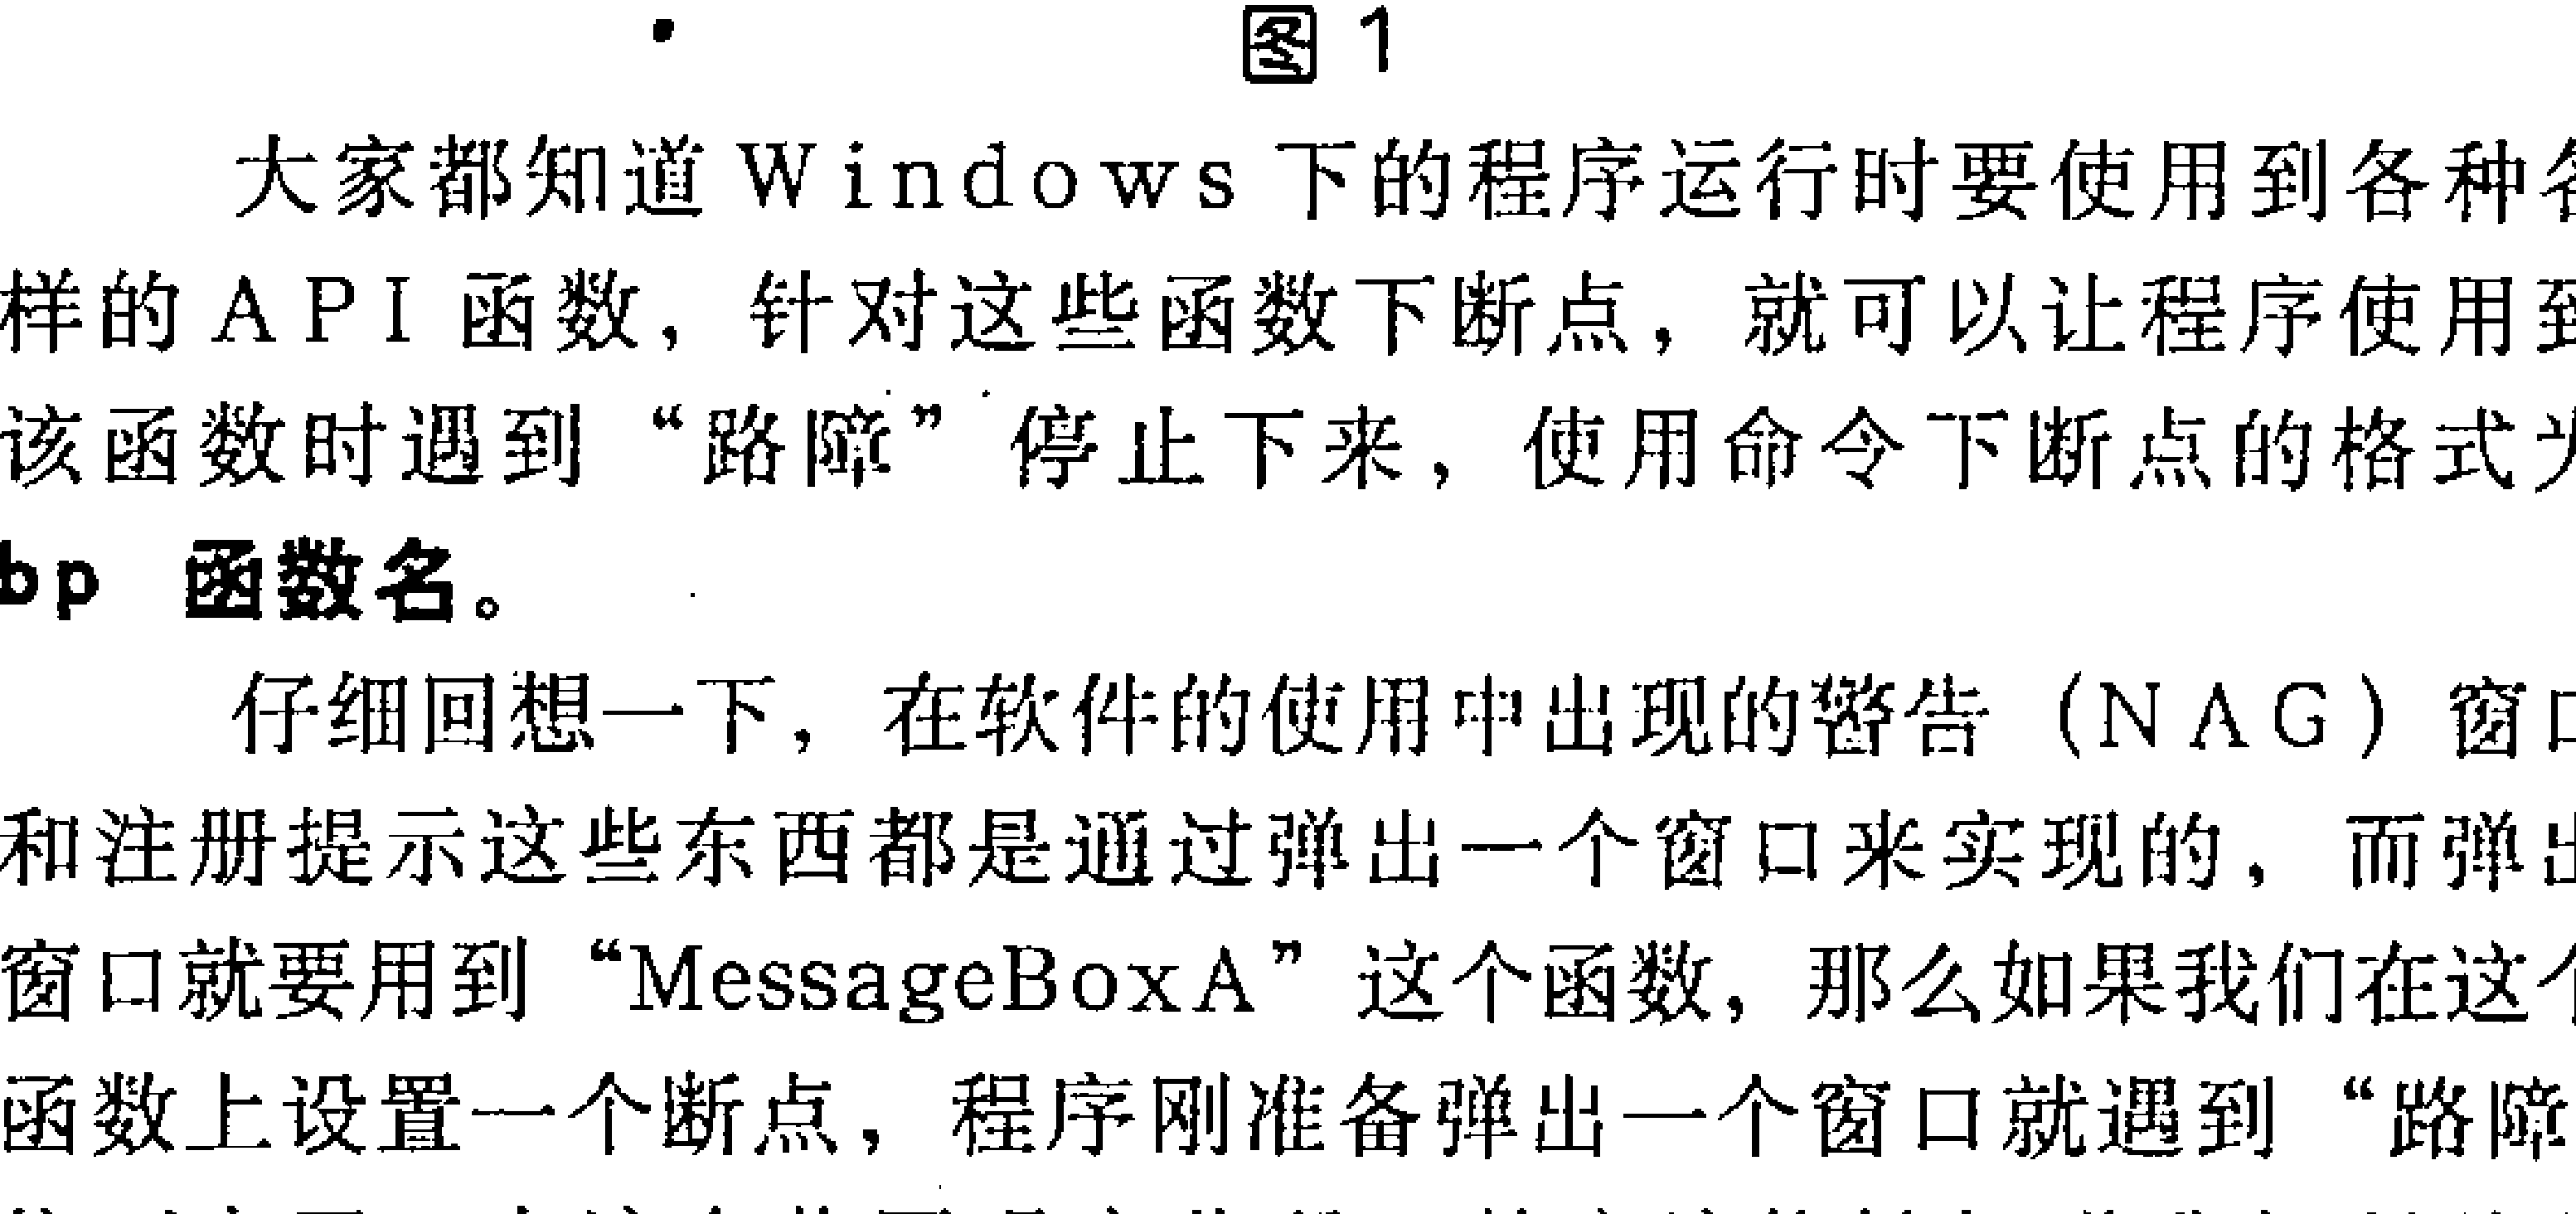 图 1
大家都知道 Windows 下的程序运行时要使用到各种各
样的 API 函数，针对这些函数下断点，就可以让程序使用到
该函数时遇到“路障”停止下来，使用命令下断点的格式为
bp 函数名。
仔细回想一下，在软件的使用中出现的警告（NAG）窗口
和注册提示这些东西都是通过弹出一个窗口来实现的，而弹出
窗口就要用到“MessageBoxA”这个函数，那么如果我们在这个
函数上设置一个断点，程序刚准备弹出一个窗口就遇到“路障